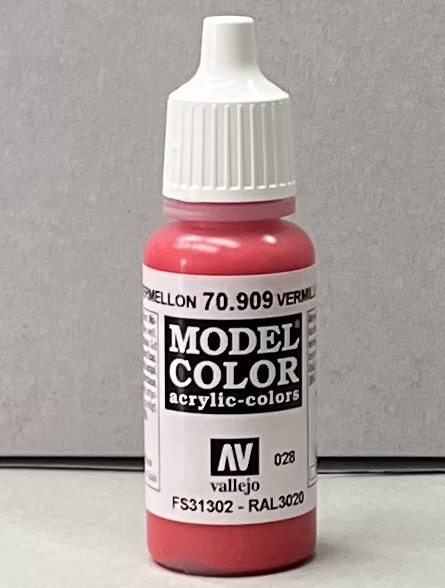 70.909
MODEL
COLOR
acrylic-colors
AV 028
vallejo
FS31302 - RAL3020